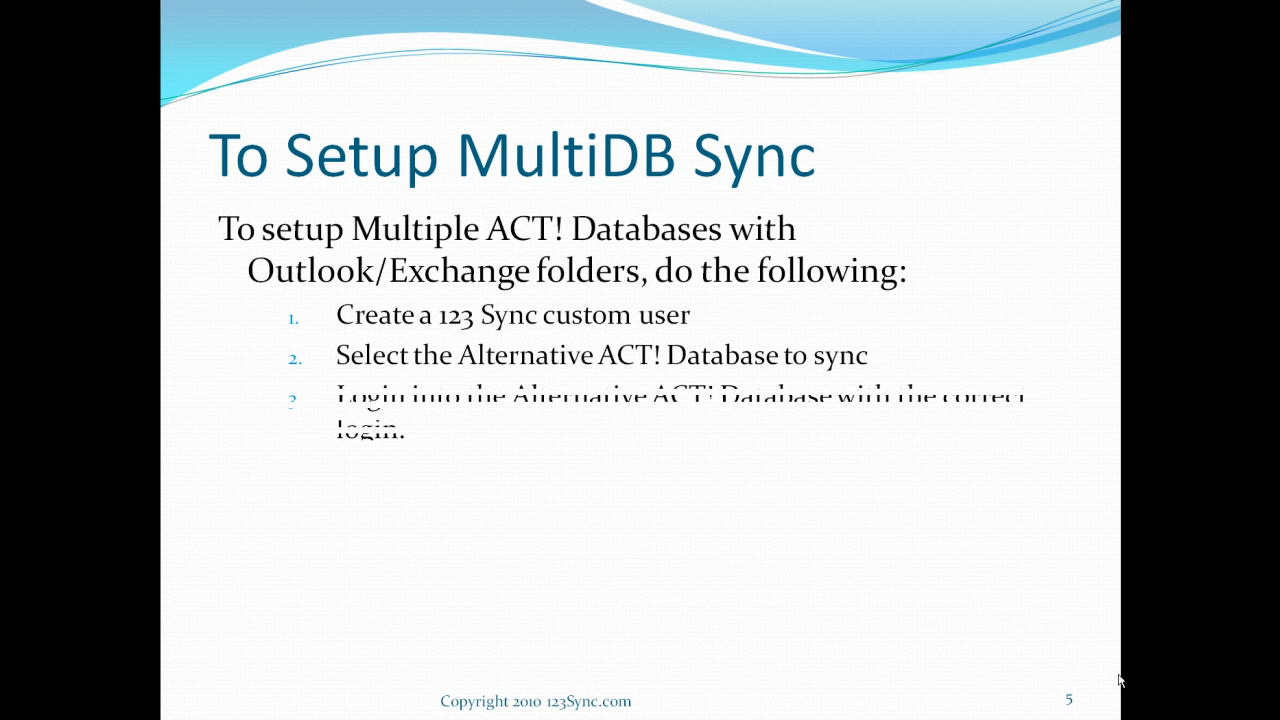 To Setup MultiDB Sync
To setup Multiple ACT! Databases with
Outlook/Exchange folders, do the following:
1. Create a 123 Sync custom user
2. Select the Alternative ACT! Database to sync
3. Login into the Alternative ACT! Database with the correct
login.
Copyright 2010 123Sync.com
5